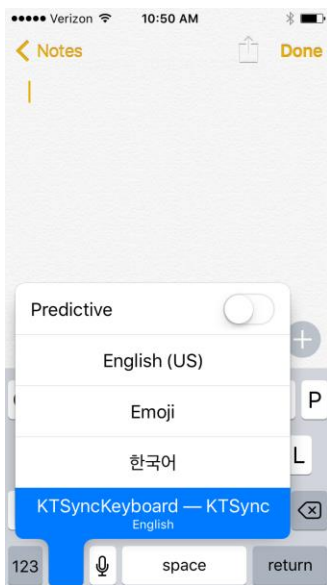 Verizon 10:50 AM
Notes Done
Predictive
English (US)
Emoji
한국어
KTSyncKeyboard — KTSync
English
P
L
123 space return